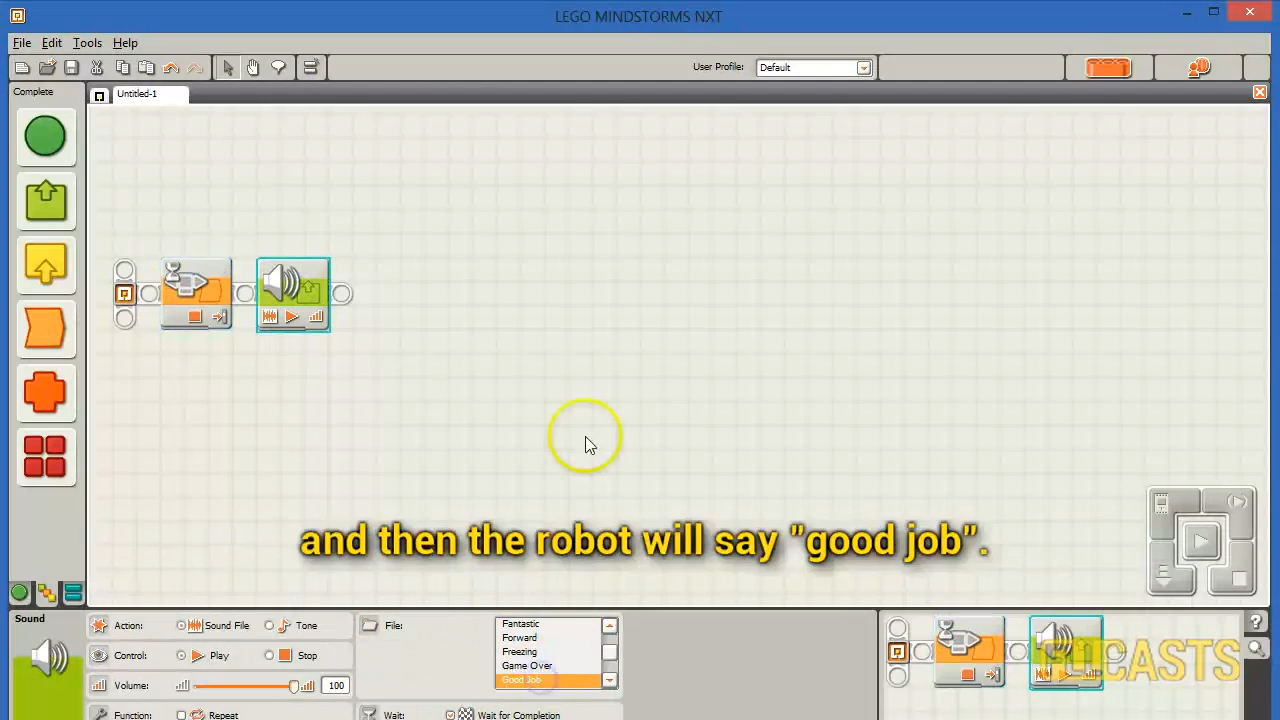 LEGO MINDSTORMS NXT
File Edit Tools Help
User Profile: Default
Complete
Untitled-1
and then the robot will say "good job".
Sound
Action: Sound File Tone
Control: Play Stop
Volume: 100
Function: Repeat
File:
Fantastic
Forward
Freezing
Game Over
Good Job
Wait: Wait for Completion
?